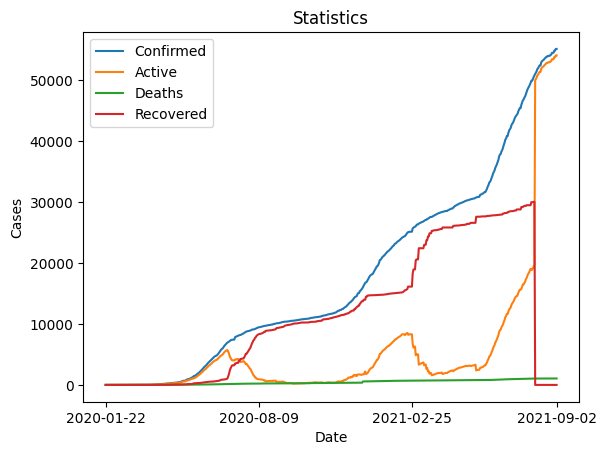 Statistics
Confirmed
Active
Deaths
Recovered
50000
40000
30000
20000
10000
0
Cases
2020-01-22 2020-08-09 2021-02-25 2021-09-02
Date